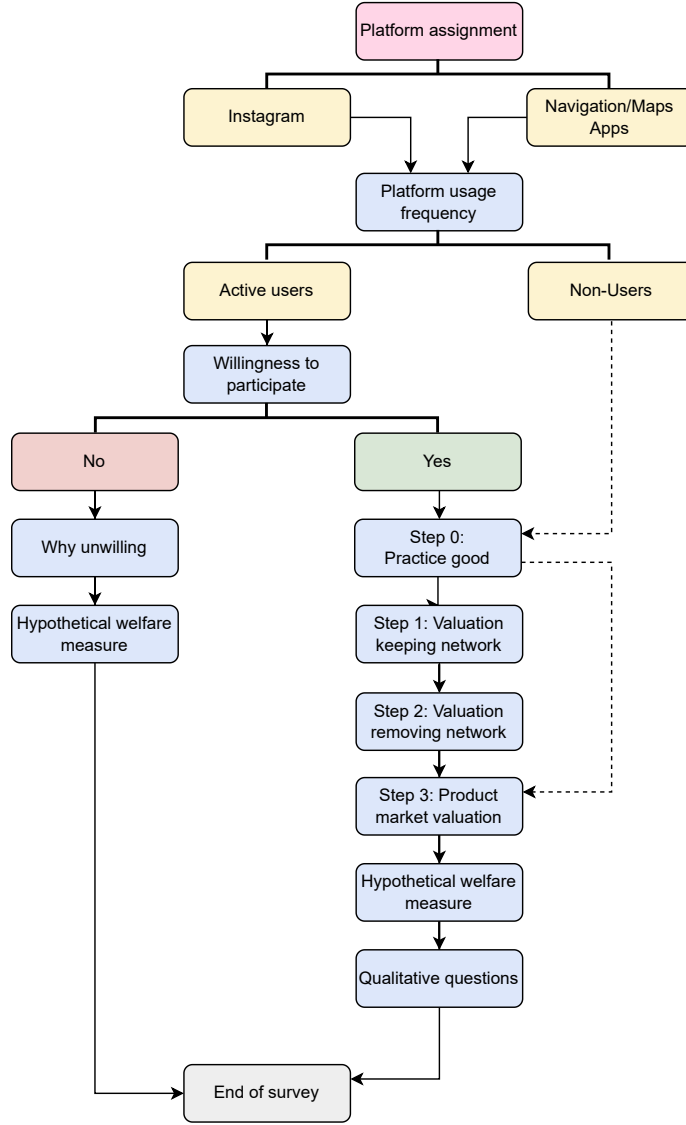 Platform assignment
Instagram
Navigation/Maps
Apps
Platform usage
frequency
Active users
Non-Users
Willingness to
participate
No
Yes
Why unwilling
Step 0:
Practice good
Hypothetical welfare
measure
Step 1: Valuation
keeping network
Step 2: Valuation
removing network
Step 3: Product
market valuation
Hypothetical welfare
measure
Qualitative questions
End of survey